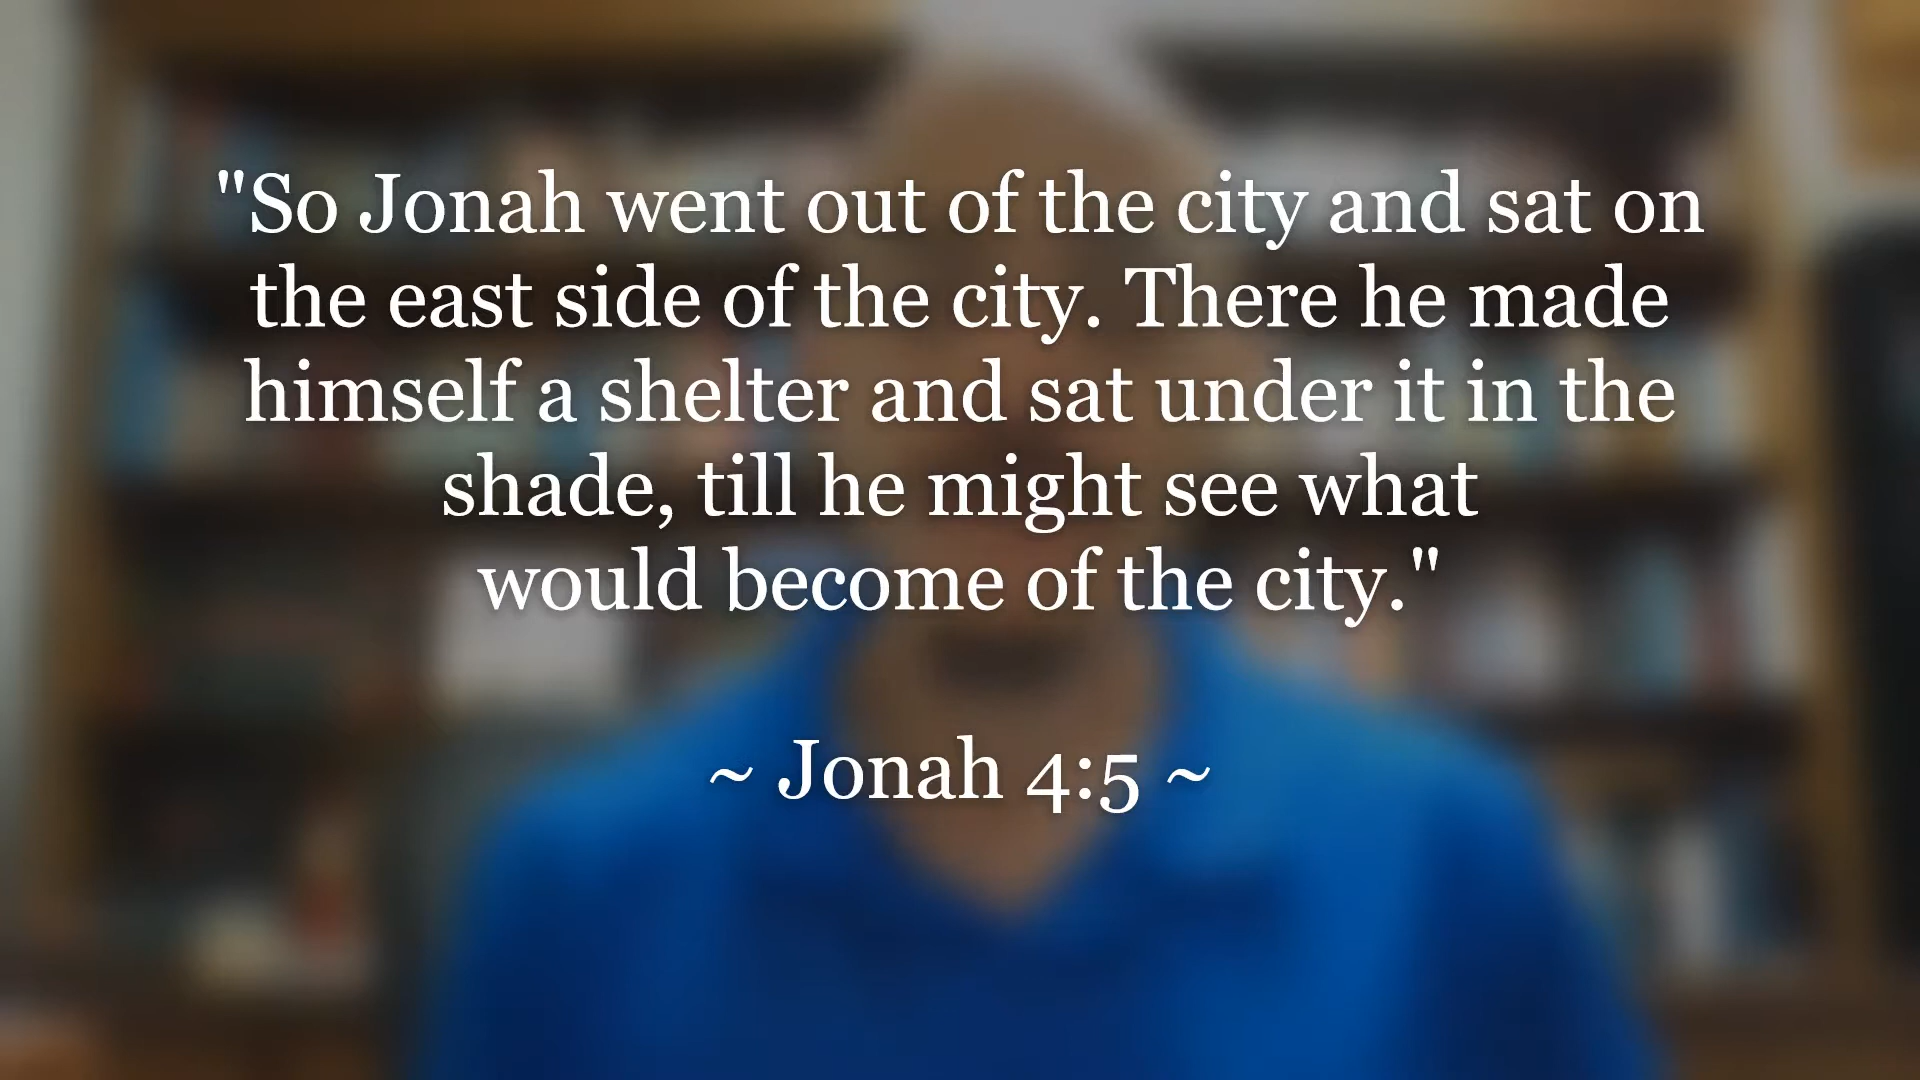 "So Jonah went out of the city and sat on
the east side of the city. There he made
himself a shelter and sat under it in the
shade, till he might see what
would become of the city."
~ Jonah 4:5 ~